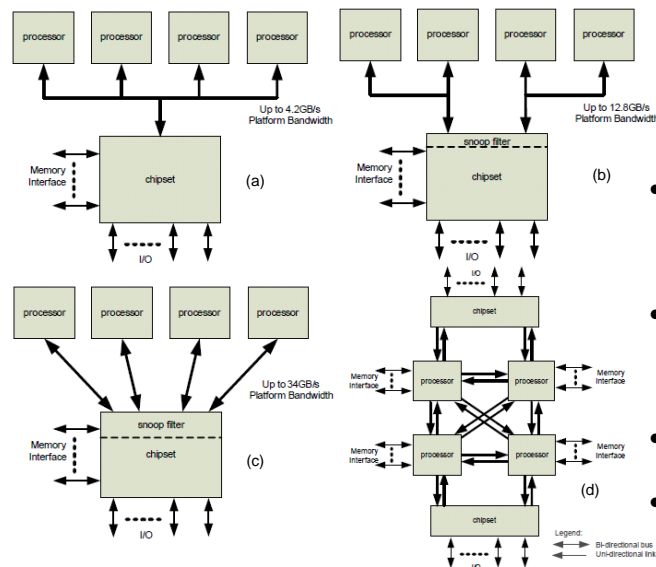 processor
processor
processor
processor
Up to 4.2GB/s
Platform Bandwidth
Memory
Interface
chipset
(a)
I/O
processor
processor
processor
processor
Up to 12.8GB/s
Platform Bandwidth
snoop filter
Memory
Interface
chipset
(b)
I/O
processor
processor
processor
processor
Up to 34GB/s
Platform Bandwidth
snoop filter
Memory
Interface
chipset
(c)
I/O
I/O
chipset
Memory
Interface
processor
processor
Memory
Interface
Memory
Interface
processor
processor
Memory
Interface
(d)
chipset
I/O
Legend:
Bi-directional bus
Uni-directional link